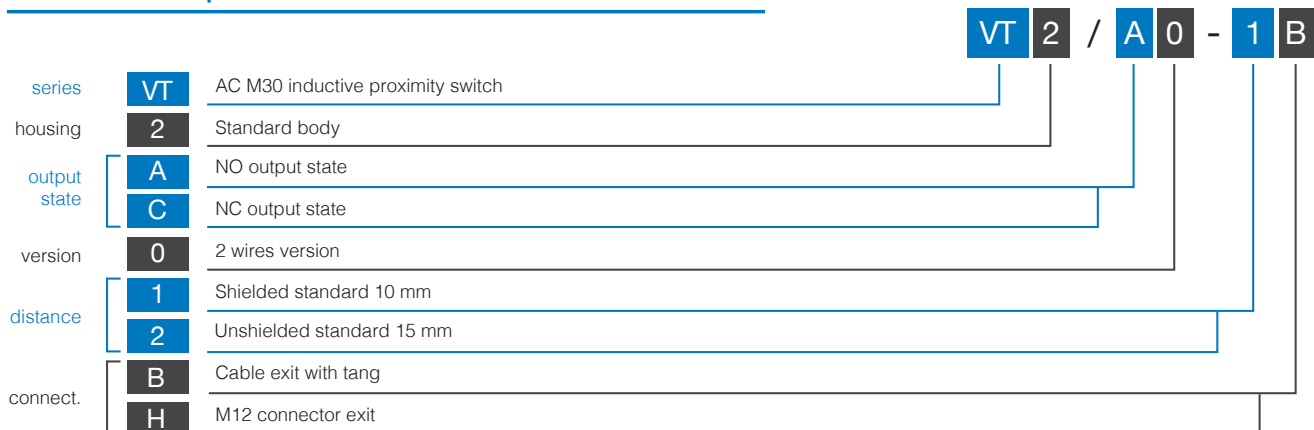 VT 2 / A 0 - 1 B
series VT AC M30 inductive proximity switch
housing 2 Standard body
output state
A NO output state
C NC output state
version 0 2 wires version
distance
1 Shielded standard 10 mm
2 Unshielded standard 15 mm
connect.
B Cable exit with tang
H M12 connector exit